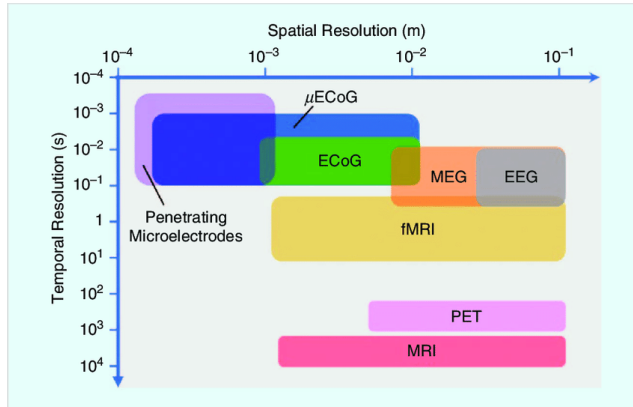 Spatial Resolution (m)
10⁻⁴ 10⁻³ 10⁻² 10⁻¹
Temporal Resolution (s)
10⁻⁴
10⁻³
10⁻²
10⁻¹
1
10¹
10²
10³
10⁴
μECoG
ECoG
MEG
EEG
Penetrating
Microelectrodes
fMRI
PET
MRI